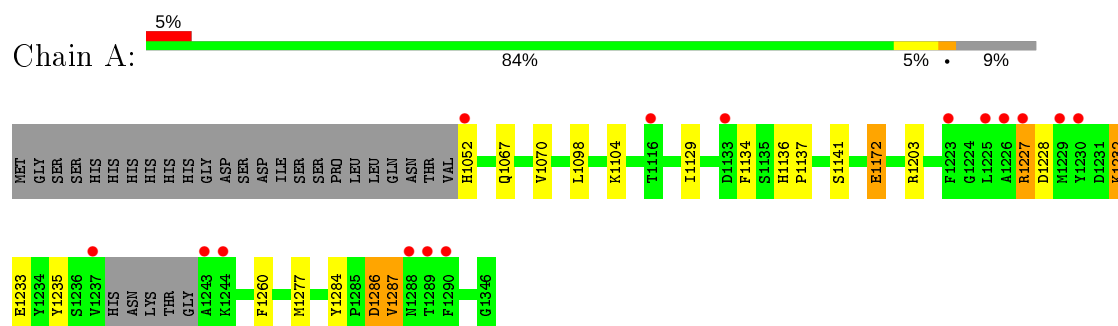 5%
Chain A:
84% 5% • 9%
MET GLY SER SER HIS HIS HIS HIS HIS HIS GLY ASP SER ASP ILE SER SER PRO LEU LEU GLN ASN THR VAL H1052 Q1067 V1070 L1098 K1104 T1116 I1129 D1133 F1134 S1135 H1136 P1137 S1141 E1172 R1203 F1223 G1224 L1225 A1226 R1227 D1228 M1229 Y1230 D1231 K1232
E1233 Y1234 Y1235 S1236 V1237 HIS ASN LYS THR GLY A1243 K1244 F1260 M1277 Y1284 P1285 D1286 V1287 N1288 T1289 F1290 G1346